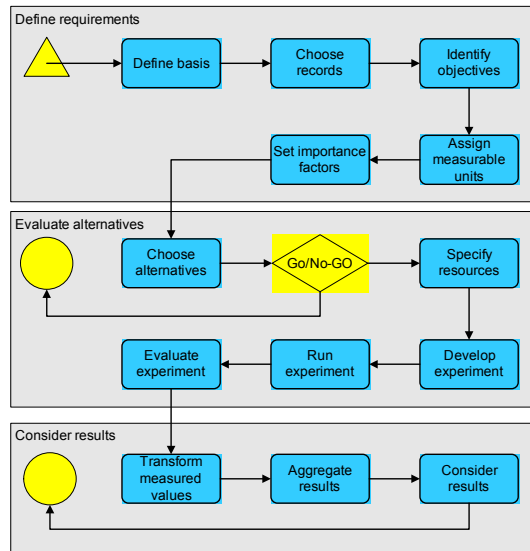 Define requirements
Define basis
Choose
records
Identify
objectives
Set importance
factors
Assign
measurable
units
Evaluate alternatives
Choose
alternatives
Go/No-GO
Specify
resources
Evaluate
experiment
Run
experiment
Develop
experiment
Consider results
Transform
measured
values
Aggregate
results
Consider
results